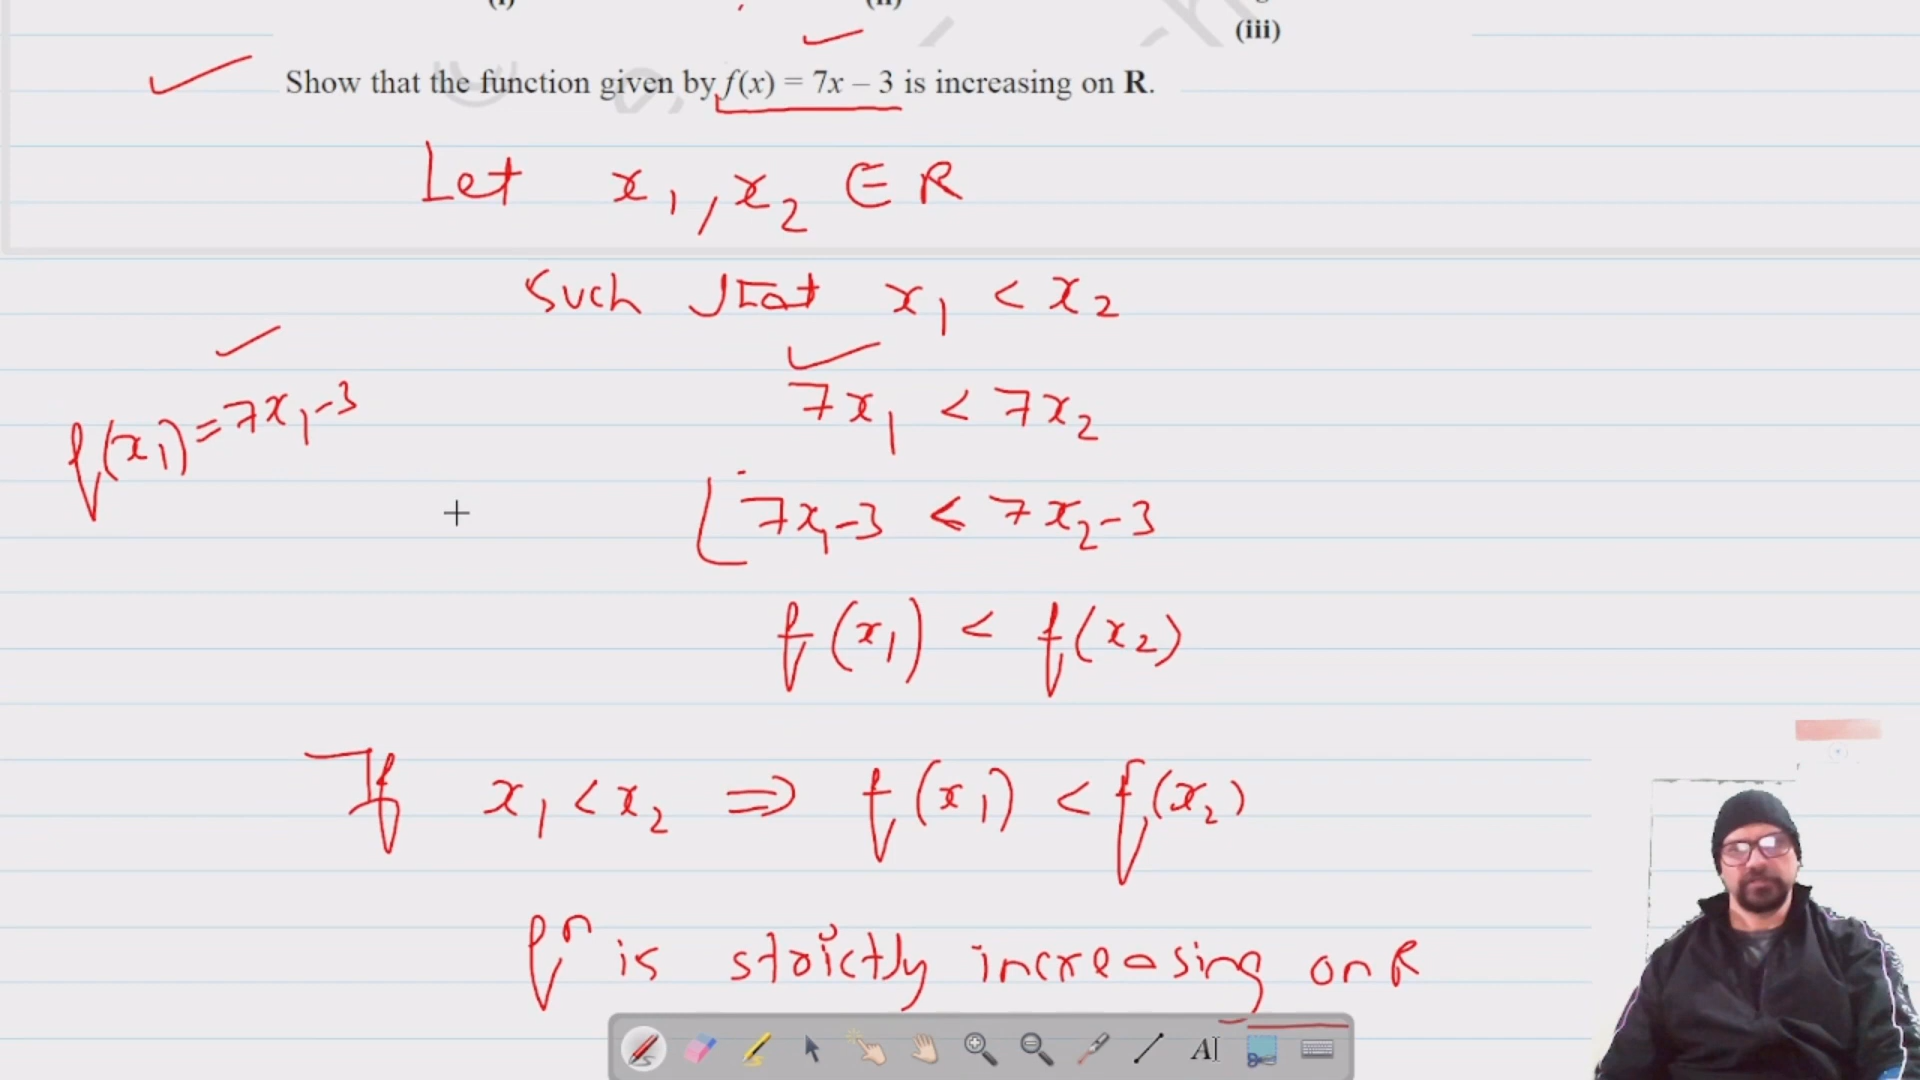 (i) (ii)
(iii)
Show that the function given by f(x) = 7x – 3 is increasing on R.
Let x₁, x₂ ∈ R
Such that x₁ < x₂
7x₁ < 7x₂
f(x₁) = 7x₁-3
7x₁-3 < 7x₂-3
f(x₁) < f(x₂)
If x₁ < x₂ ⇒ f(x₁) < f(x₂)
fⁿ is strictly increasing on R